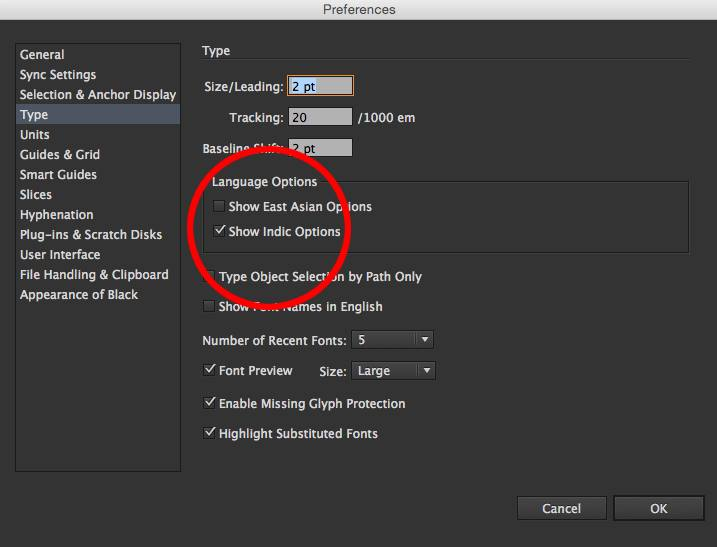 Preferences
General
Sync Settings
Selection & Anchor Display
Type
Units
Guides & Grid
Smart Guides
Slices
Hyphenation
Plug-ins & Scratch Disks
User Interface
File Handling & Clipboard
Appearance of Black
Type
Size/Leading: 2 pt
Tracking: 20 /1000 em
Baseline Shift: 2 pt
Language Options
Show East Asian Options
Show Indic Options
Type Object Selection by Path Only
Show Font Names in English
Number of Recent Fonts: 5
Font Preview Size: Large
Enable Missing Glyph Protection
Highlight Substituted Fonts
Cancel OK